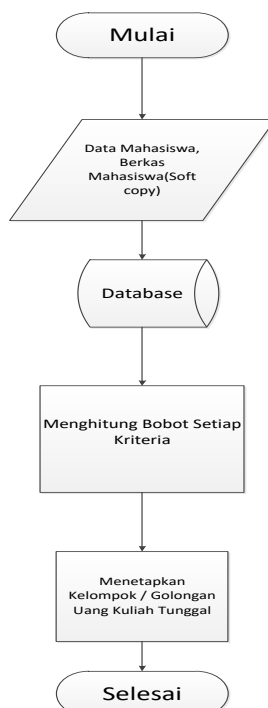 Mulai
Data Mahasiswa,
Berkas
Mahasiswa(Soft
copy)
Database
Menghitung Bobot Setiap
Kriteria
Menetapkan
Kelompok / Golongan
Uang Kuliah Tunggal
Selesai